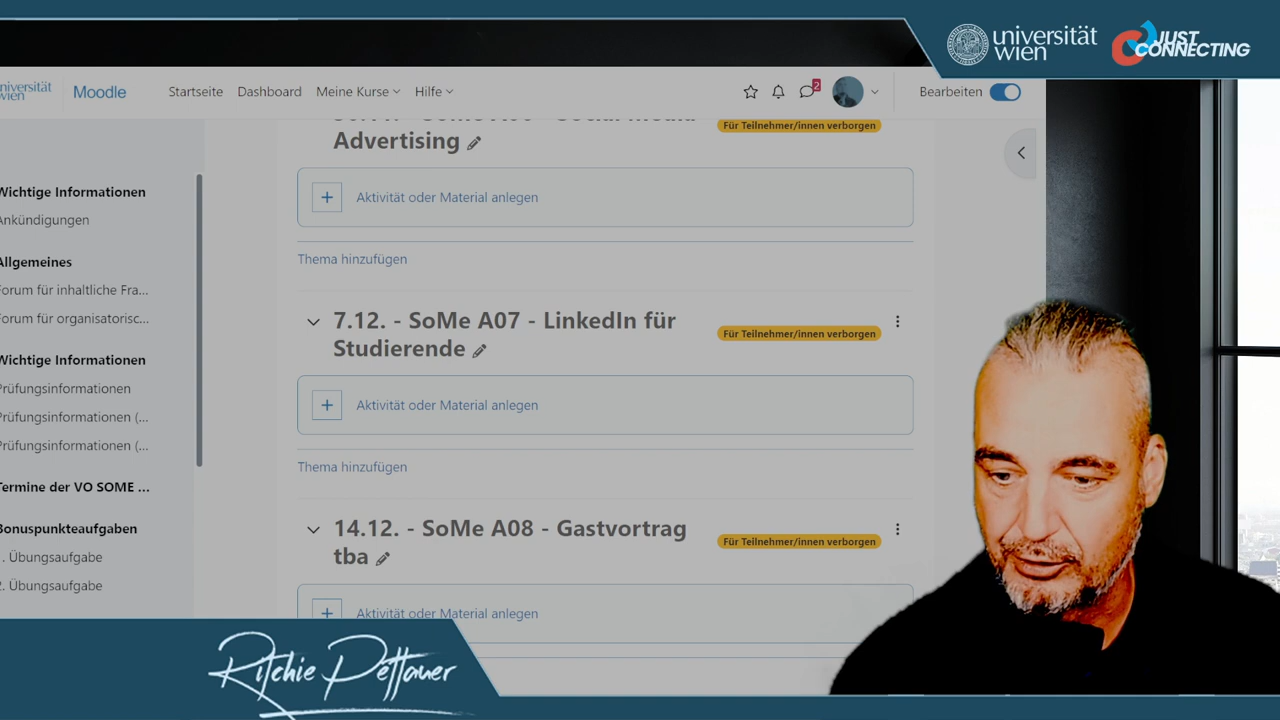 universität
wien
JUST
CONNECTING
universität
wien
Moodle
Startseite
Dashboard
Meine Kurse
Hilfe
2
Bearbeiten
Advertising
Für Teilnehmer/innen verborgen
Aktivität oder Material anlegen
Thema hinzufügen
7.12. - SoMe A07 - LinkedIn für
Studierende
Für Teilnehmer/innen verborgen
Aktivität oder Material anlegen
Thema hinzufügen
14.12. - SoMe A08 - Gastvortrag
tba
Für Teilnehmer/innen verborgen
Aktivität oder Material anlegen
Wichtige Informationen
Ankündigungen
Allgemeines
Forum für inhaltliche Fra...
Forum für organisatorisc...
Wichtige Informationen
Prüfungsinformationen
Prüfungsinformationen (...
Prüfungsinformationen (...
Termine der VO SOME ...
Bonuspunkteaufgaben
1. Übungsaufgabe
2. Übungsaufgabe
Ritchie Pettauer